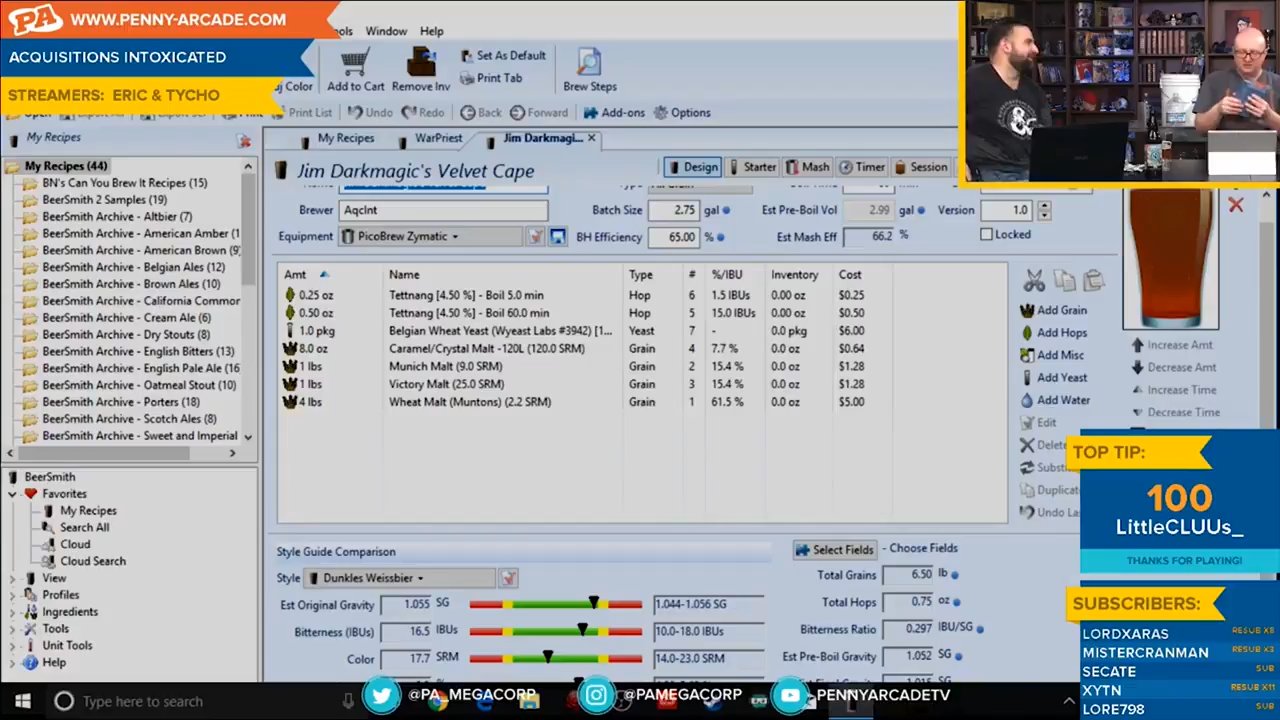 PA WWW.PENNY-ARCADE.COM
ACQUISITIONS INTOXICATED
STREAMERS: ERIC & TYCHO
Window Help
Add to Cart Remove Inv Set As Default Print Tab Brew Steps
Color
Print List Undo Redo Back Forward Add-ons Options
My Recipes
My Recipes WarPriest Jim Darkmagi...
Jim Darkmagic's Velvet Cape
Design Starter Mash Timer Session
Brewer AqcInt Batch Size 2.75 gal Est Pre-Boil Vol 2.99 gal Version 1.0
Equipment PicoBrew Zymatic BH Efficiency 65.00 % Est Mash Eff 66.2 % Locked
Amt Name Type # %/IBU Inventory Cost
0.25 oz Tettnang [4.50 %] - Boil 5.0 min Hop 6 1.5 IBUs 0.00 oz $0.25
0.50 oz Tettnang [4.50 %] - Boil 60.0 min Hop 5 15.0 IBUs 0.00 oz $0.50
1.0 pkg Belgian Wheat Yeast (Wyeast Labs #3942) [1... Yeast 7 - 0.0 pkg $6.00
8.0 oz Caramel/Crystal Malt -120L (120.0 SRM) Grain 4 7.7 % 0.0 oz $0.64
1 lbs Munich Malt (9.0 SRM) Grain 2 15.4 % 0.0 oz $1.28
1 lbs Victory Malt (25.0 SRM) Grain 3 15.4 % 0.0 oz $1.28
4 lbs Wheat Malt (Muntons) (2.2 SRM) Grain 1 61.5 % 0.0 oz $5.00
Add Grain
Add Hops
Add Misc
Add Yeast
Add Water
Edit
Delete
Substi
Duplicat
Undo La
Increase Amt
Decrease Amt
Increase Time
Decrease Time
My Recipes (44)
BN's Can You Brew It Recipes (15)
BeerSmith 2 Samples (19)
BeerSmith Archive - Altbier (7)
BeerSmith Archive - American Amber (1
BeerSmith Archive - American Brown (9
BeerSmith Archive - Belgian Ales (12)
BeerSmith Archive - Brown Ales (10)
BeerSmith Archive - California Common
BeerSmith Archive - Cream Ale (6)
BeerSmith Archive - Dry Stouts (8)
BeerSmith Archive - English Bitters (13)
BeerSmith Archive - English Pale Ale (16
BeerSmith Archive - Oatmeal Stout (10)
BeerSmith Archive - Porters (18)
BeerSmith Archive - Scotch Ales (8)
BeerSmith Archive - Sweet and Imperial
BeerSmith
Favorites
My Recipes
Search All
Cloud
Cloud Search
View
Profiles
Ingredients
Tools
Unit Tools
Help
Style Guide Comparison
Style Dunkles Weissbier
Est Original Gravity 1.055 SG 1.044-1.056 SG
Bitterness (IBUs) 16.5 IBUs 10.0-18.0 IBUs
Color 17.7 SRM 14.0-23.0 SRM
Select Fields - Choose Fields
Total Grains 6.50 lb
Total Hops 0.75 oz
Bitterness Ratio 0.297 IBU/SG
Est Pre-Boil Gravity 1.052 SG
TOP TIP:
100
LittleCLUUs_
THANKS FOR PLAYING!
SUBSCRIBERS:
LORDXARAS RESUB X8
MISTERCRANMAN RESUB X3
SECATE SUB
XYTN RESUB X11
LORE798 SUB
Type here to search
@PA_MEGACORP @PAMEGACORP PENNYARCADETV